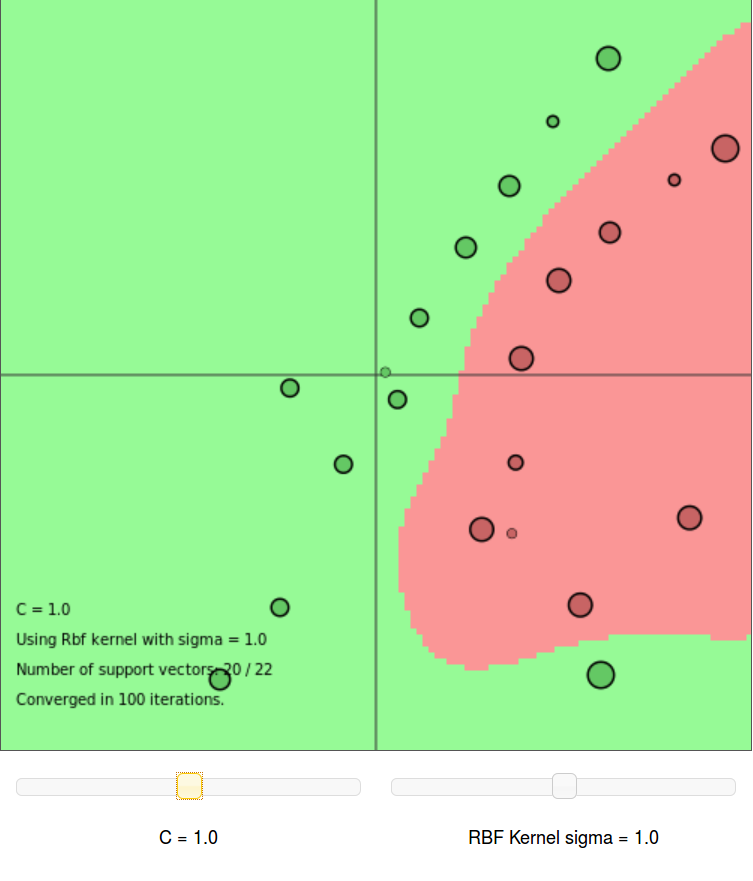 C = 1.0
Using Rbf kernel with sigma = 1.0
Number of support vectors: 20 / 22
Converged in 100 iterations.
C = 1.0
RBF Kernel sigma = 1.0